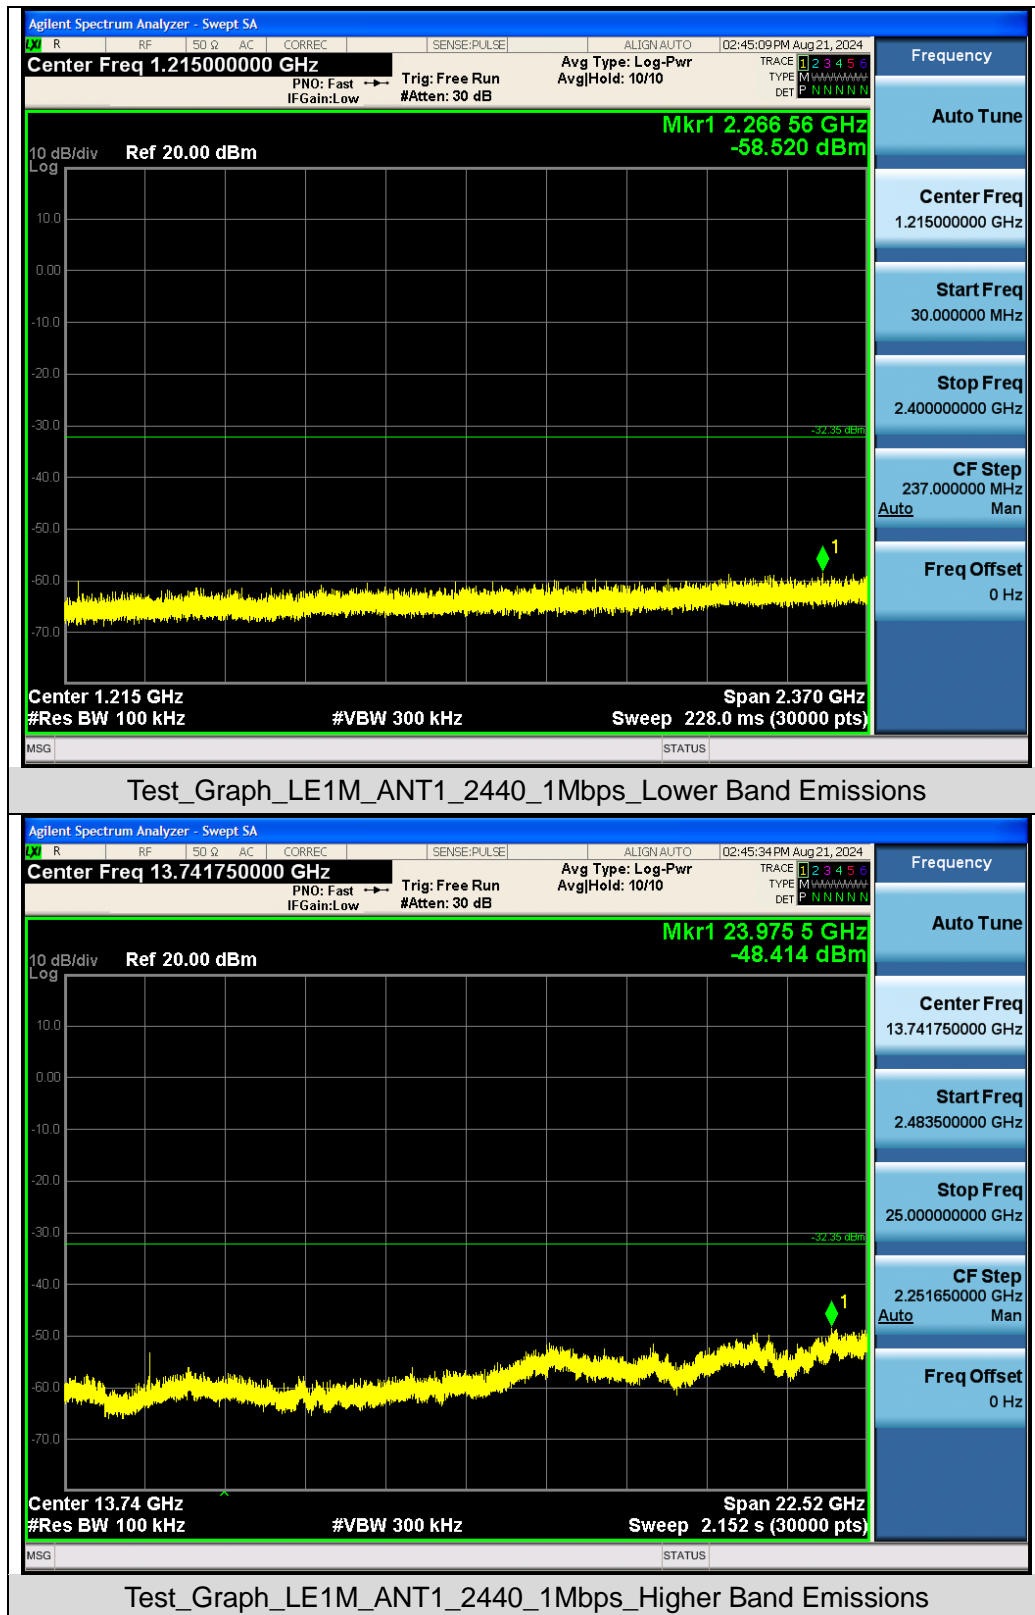 Agilent Spectrum Analyzer - Swept SA
LXI R RF 50 Ω AC CORREC SENSE:PULSE ALIGN AUTO 02:45:09 PM Aug 21, 2024
Center Freq 1.215000000 GHz
PNO: Fast
IFGain:Low
Trig: Free Run
#Atten: 30 dB
Avg Type: Log-Pwr
Avg|Hold: 10/10
TRACE 1 2 3 4 5 6
TYPE M W W W W W
DET P N N N N N
Mkr1 2.266 56 GHz
-58.520 dBm
10 dB/div Ref 20.00 dBm
Log
10.0
0.00
-10.0
-20.0
-30.0
-32.35 dBm
-40.0
-50.0
1
-60.0
-70.0
Center 1.215 GHz Span 2.370 GHz
#Res BW 100 kHz #VBW 300 kHz Sweep 228.0 ms (30000 pts)
MSG STATUS
Frequency
Auto Tune
Center Freq
1.215000000 GHz
Start Freq
30.000000 MHz
Stop Freq
2.400000000 GHz
CF Step
237.000000 MHz
Auto Man
Freq Offset
0 Hz
Test_Graph_LE1M_ANT1_2440_1Mbps_Lower Band Emissions
Agilent Spectrum Analyzer - Swept SA
LXI R RF 50 Ω AC CORREC SENSE:PULSE ALIGN AUTO 02:45:34 PM Aug 21, 2024
Center Freq 13.741750000 GHz
PNO: Fast
IFGain:Low
Trig: Free Run
#Atten: 30 dB
Avg Type: Log-Pwr
Avg|Hold: 10/10
TRACE 1 2 3 4 5 6
TYPE M W W W W W
DET P N N N N N
Mkr1 23.975 5 GHz
-48.414 dBm
10 dB/div Ref 20.00 dBm
Log
10.0
0.00
-10.0
-20.0
-30.0
-32.35 dBm
-40.0
1
-50.0
-60.0
-70.0
Center 13.74 GHz Span 22.52 GHz
#Res BW 100 kHz #VBW 300 kHz Sweep 2.152 s (30000 pts)
MSG STATUS
Frequency
Auto Tune
Center Freq
13.741750000 GHz
Start Freq
2.483500000 GHz
Stop Freq
25.000000000 GHz
CF Step
2.251650000 GHz
Auto Man
Freq Offset
0 Hz
Test_Graph_LE1M_ANT1_2440_1Mbps_Higher Band Emissions